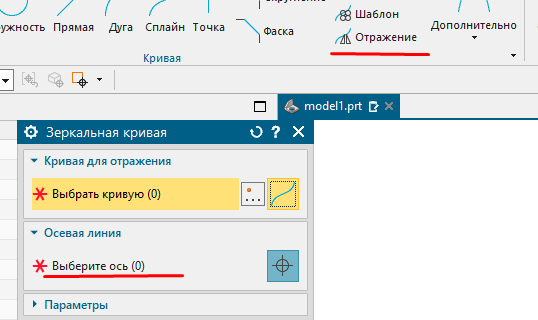 Окружность Прямая Дуга Сплайн Точка
Фаска
Шаблон
Отражение
Дополнительно
Кривая
model1.prt
Зеркальная кривая
Кривая для отражения
Выбрать кривую (0)
Осевая линия
Выберите ось (0)
Параметры